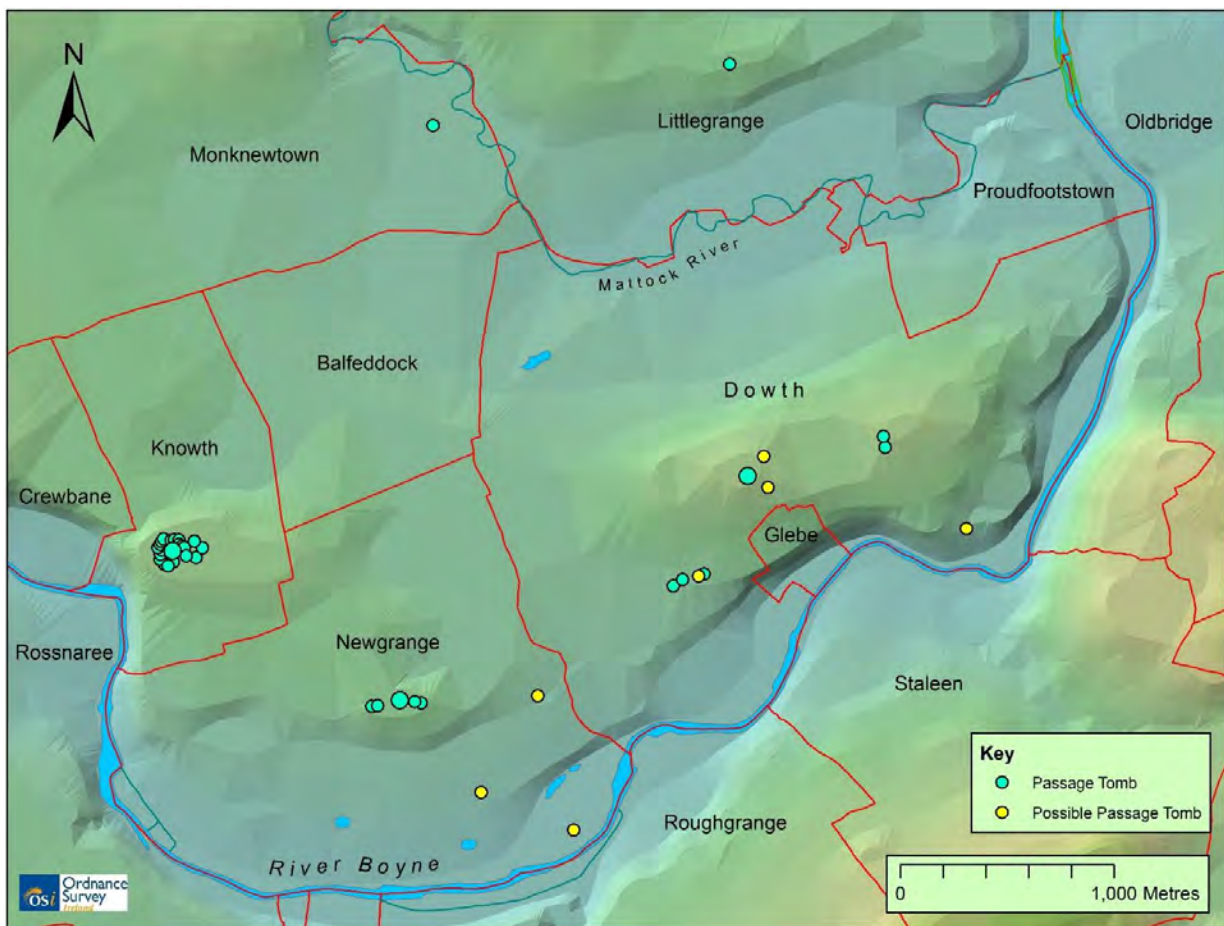 N
Littlegrange
Oldbridge
Monknewtown
Proudfootstown
Mattock River
Balfeddock
Dowth
Knowth
Crewbane
Glebe
Newgrange
Rossnaree
Staleen
Key
Passage Tomb
Possible Passage Tomb
Roughgrange
River Boyne
0
1,000 Metres
osi
Ordnance
Survey
Ireland